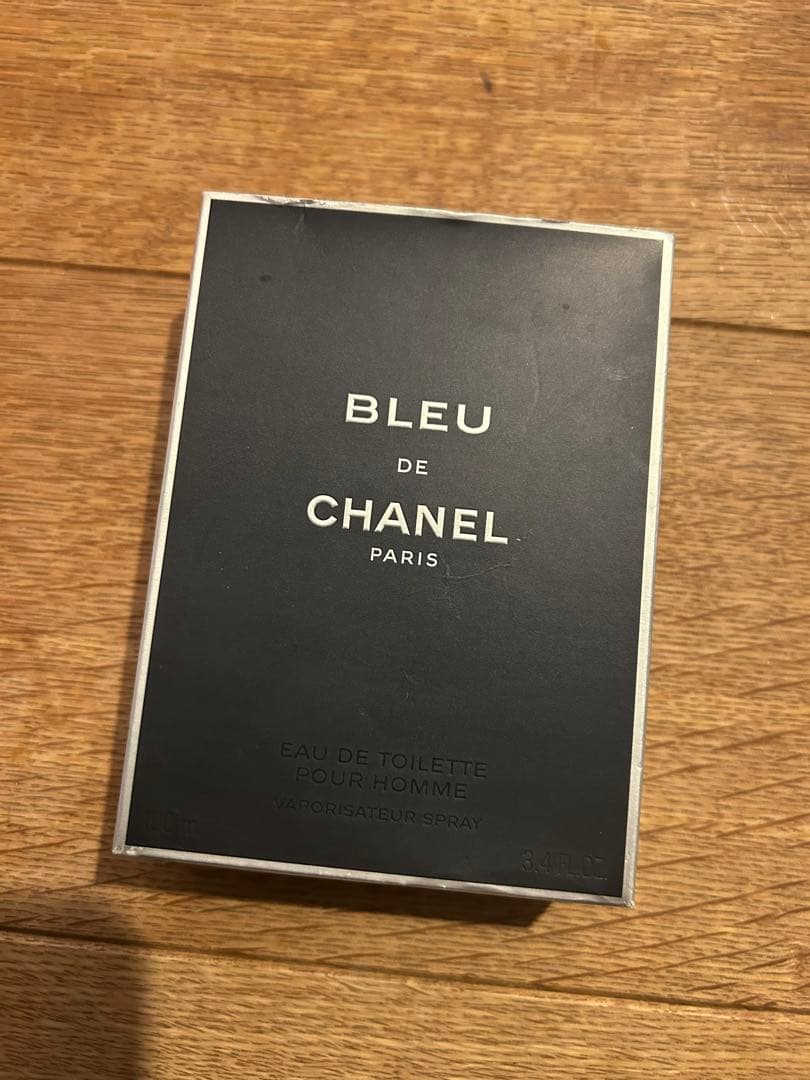 BLEU
DE
CHANEL
PARIS
EAU DE TOILETTE
POUR HOMME
VAPORISATEUR SPRAY
3.4 FL.OZ